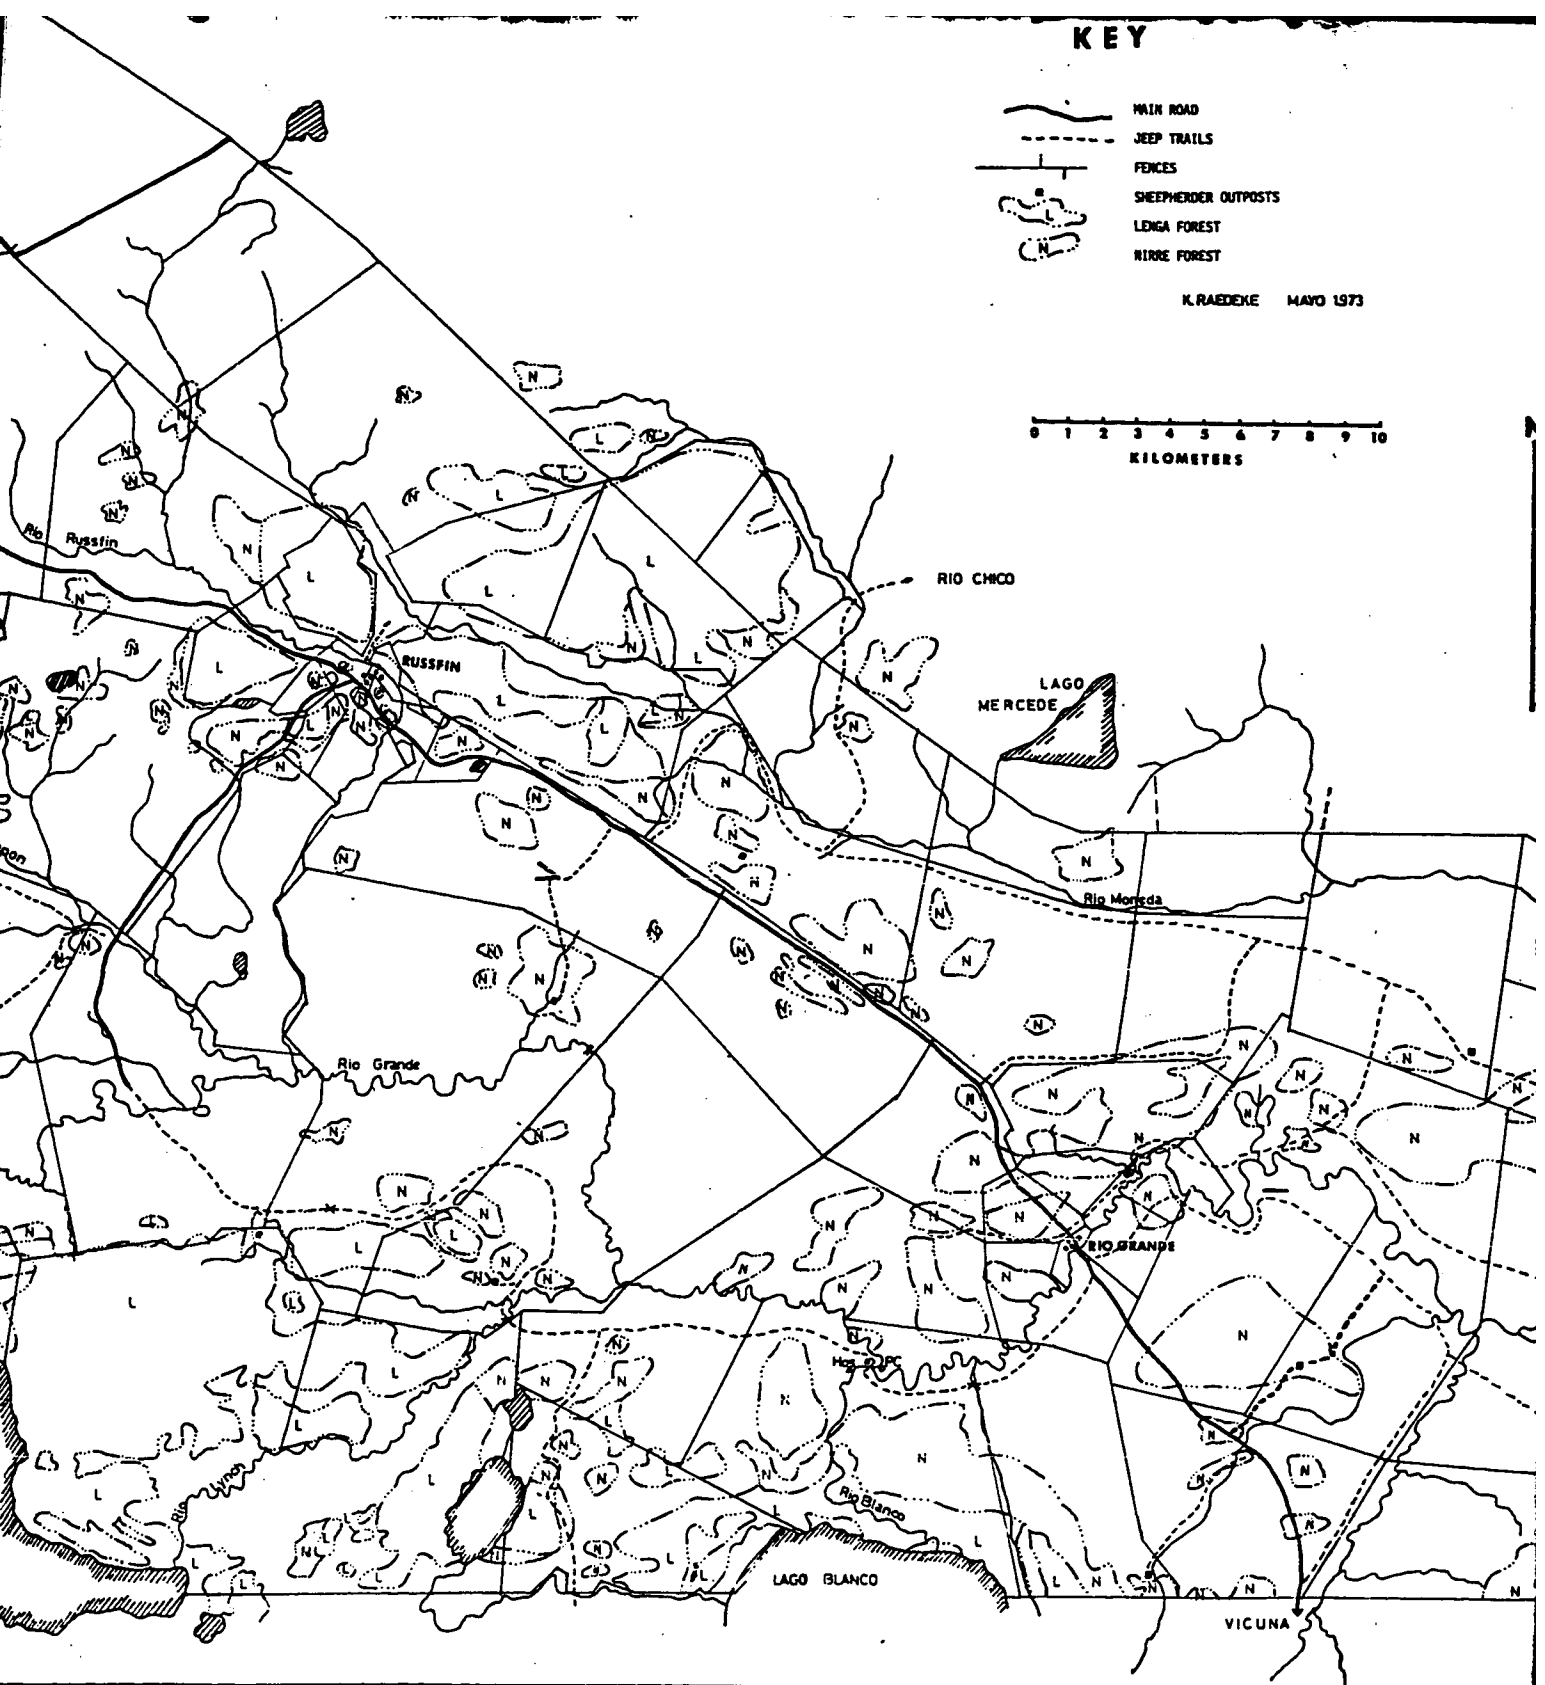 KEY
MAIN ROAD
JEEP TRAILS
FENCES
SHEEPHERDER OUTPOSTS
L
LENGA FOREST
N
NIRRE FOREST
K. RAEDEKE MAYO 1973
0 1 2 3 4 5 6 7 8 9 10
KILOMETERS
Rio Russfin
RIO CHICO
RUSSFIN
LAGO
MERCEDE
Rio Moneda
Rio Grande
RIO GRANDE
Rio Lynch
Rio Blanco
LAGO BLANCO
VICUNA